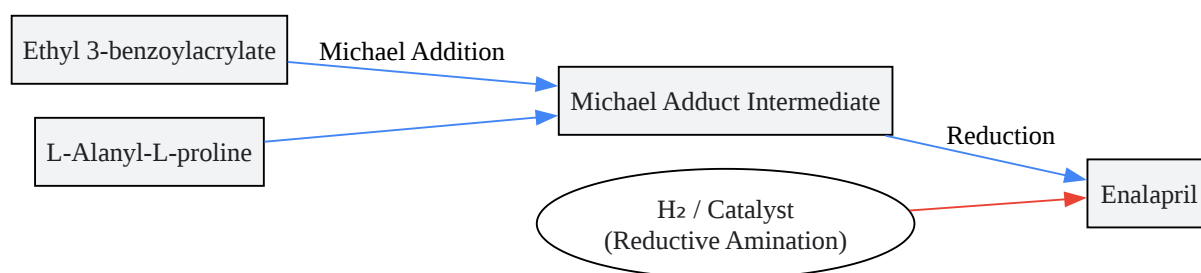 Ethyl 3-benzoylacrylate
Michael Addition
L-Alanyl-L-proline
Michael Adduct Intermediate
Reduction
H₂ / Catalyst
(Reductive Amination)
Enalapril